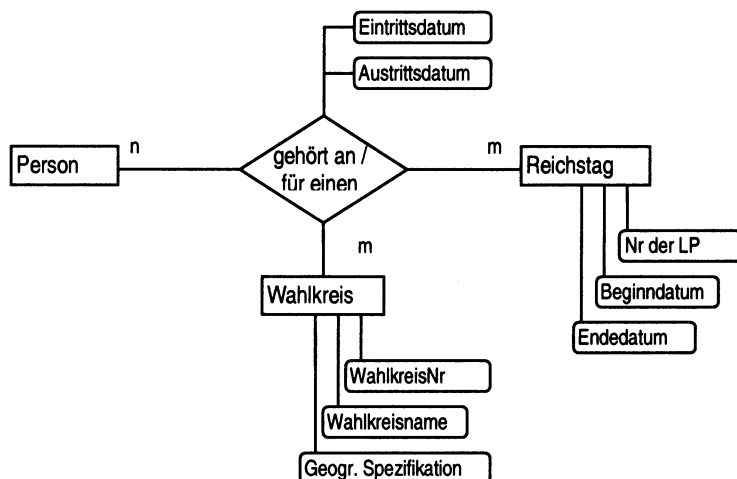 Eintrittsdatum
Austrittsdatum
Person
n
gehört an /
für einen
m
Reichstag
m
Nr der LP
Wahlkreis
Beginndatum
Endedatum
WahlkreisNr
Wahlkreisname
Geogr. Spezifikation